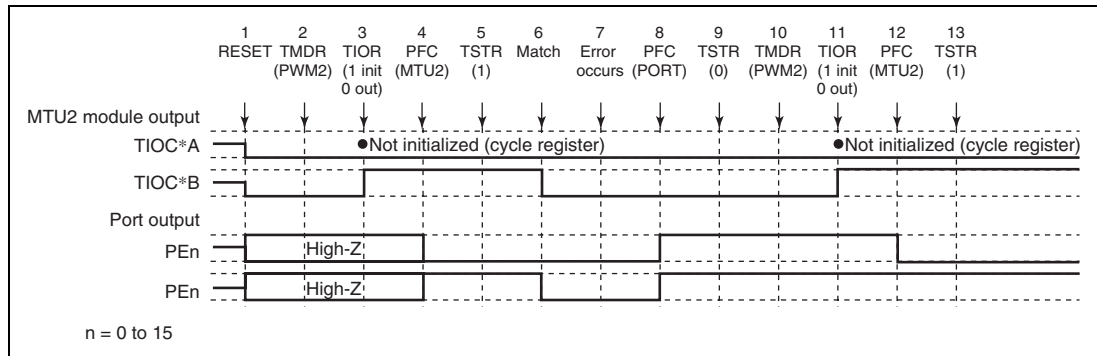 1 2 3 4 5 6 7 8 9 10 11 12 13
RESET TMDR TIOR PFC TSTR Match Error PFC TSTR TMDR TIOR PFC TSTR
(PWM2) (1 init (MTU2) (1) occurs (PORT) (0) (PWM2) (1 init (MTU2) (1)
0 out) 0 out)
MTU2 module output
TIOC*A ●Not initialized (cycle register) ●Not initialized (cycle register)
TIOC*B
Port output
PEn High-Z
PEn High-Z
n = 0 to 15